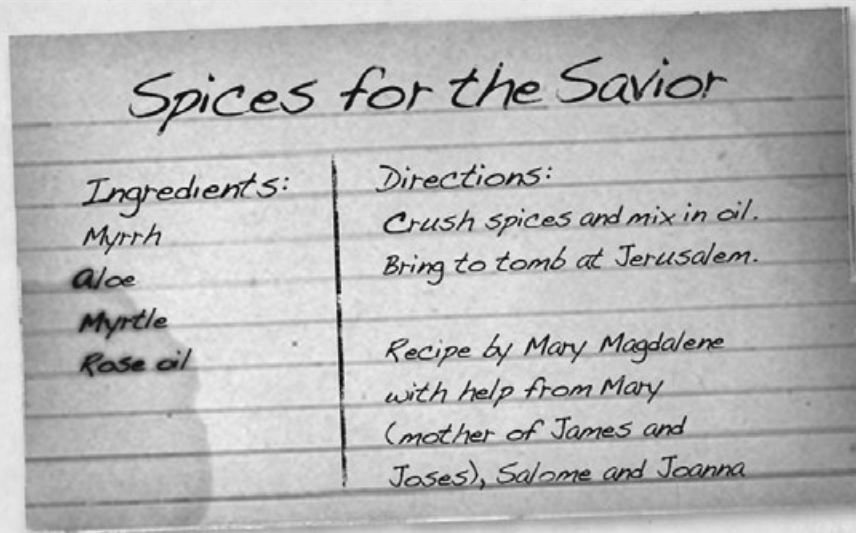 Spices for the Savior
Ingredients:
Myrrh
aloe
Myrtle
Rose oil
Directions:
Crush spices and mix in oil.
Bring to tomb at Jerusalem.
Recipe by Mary Magdalene
with help from Mary
(mother of James and
Joses), Salome and Joanna